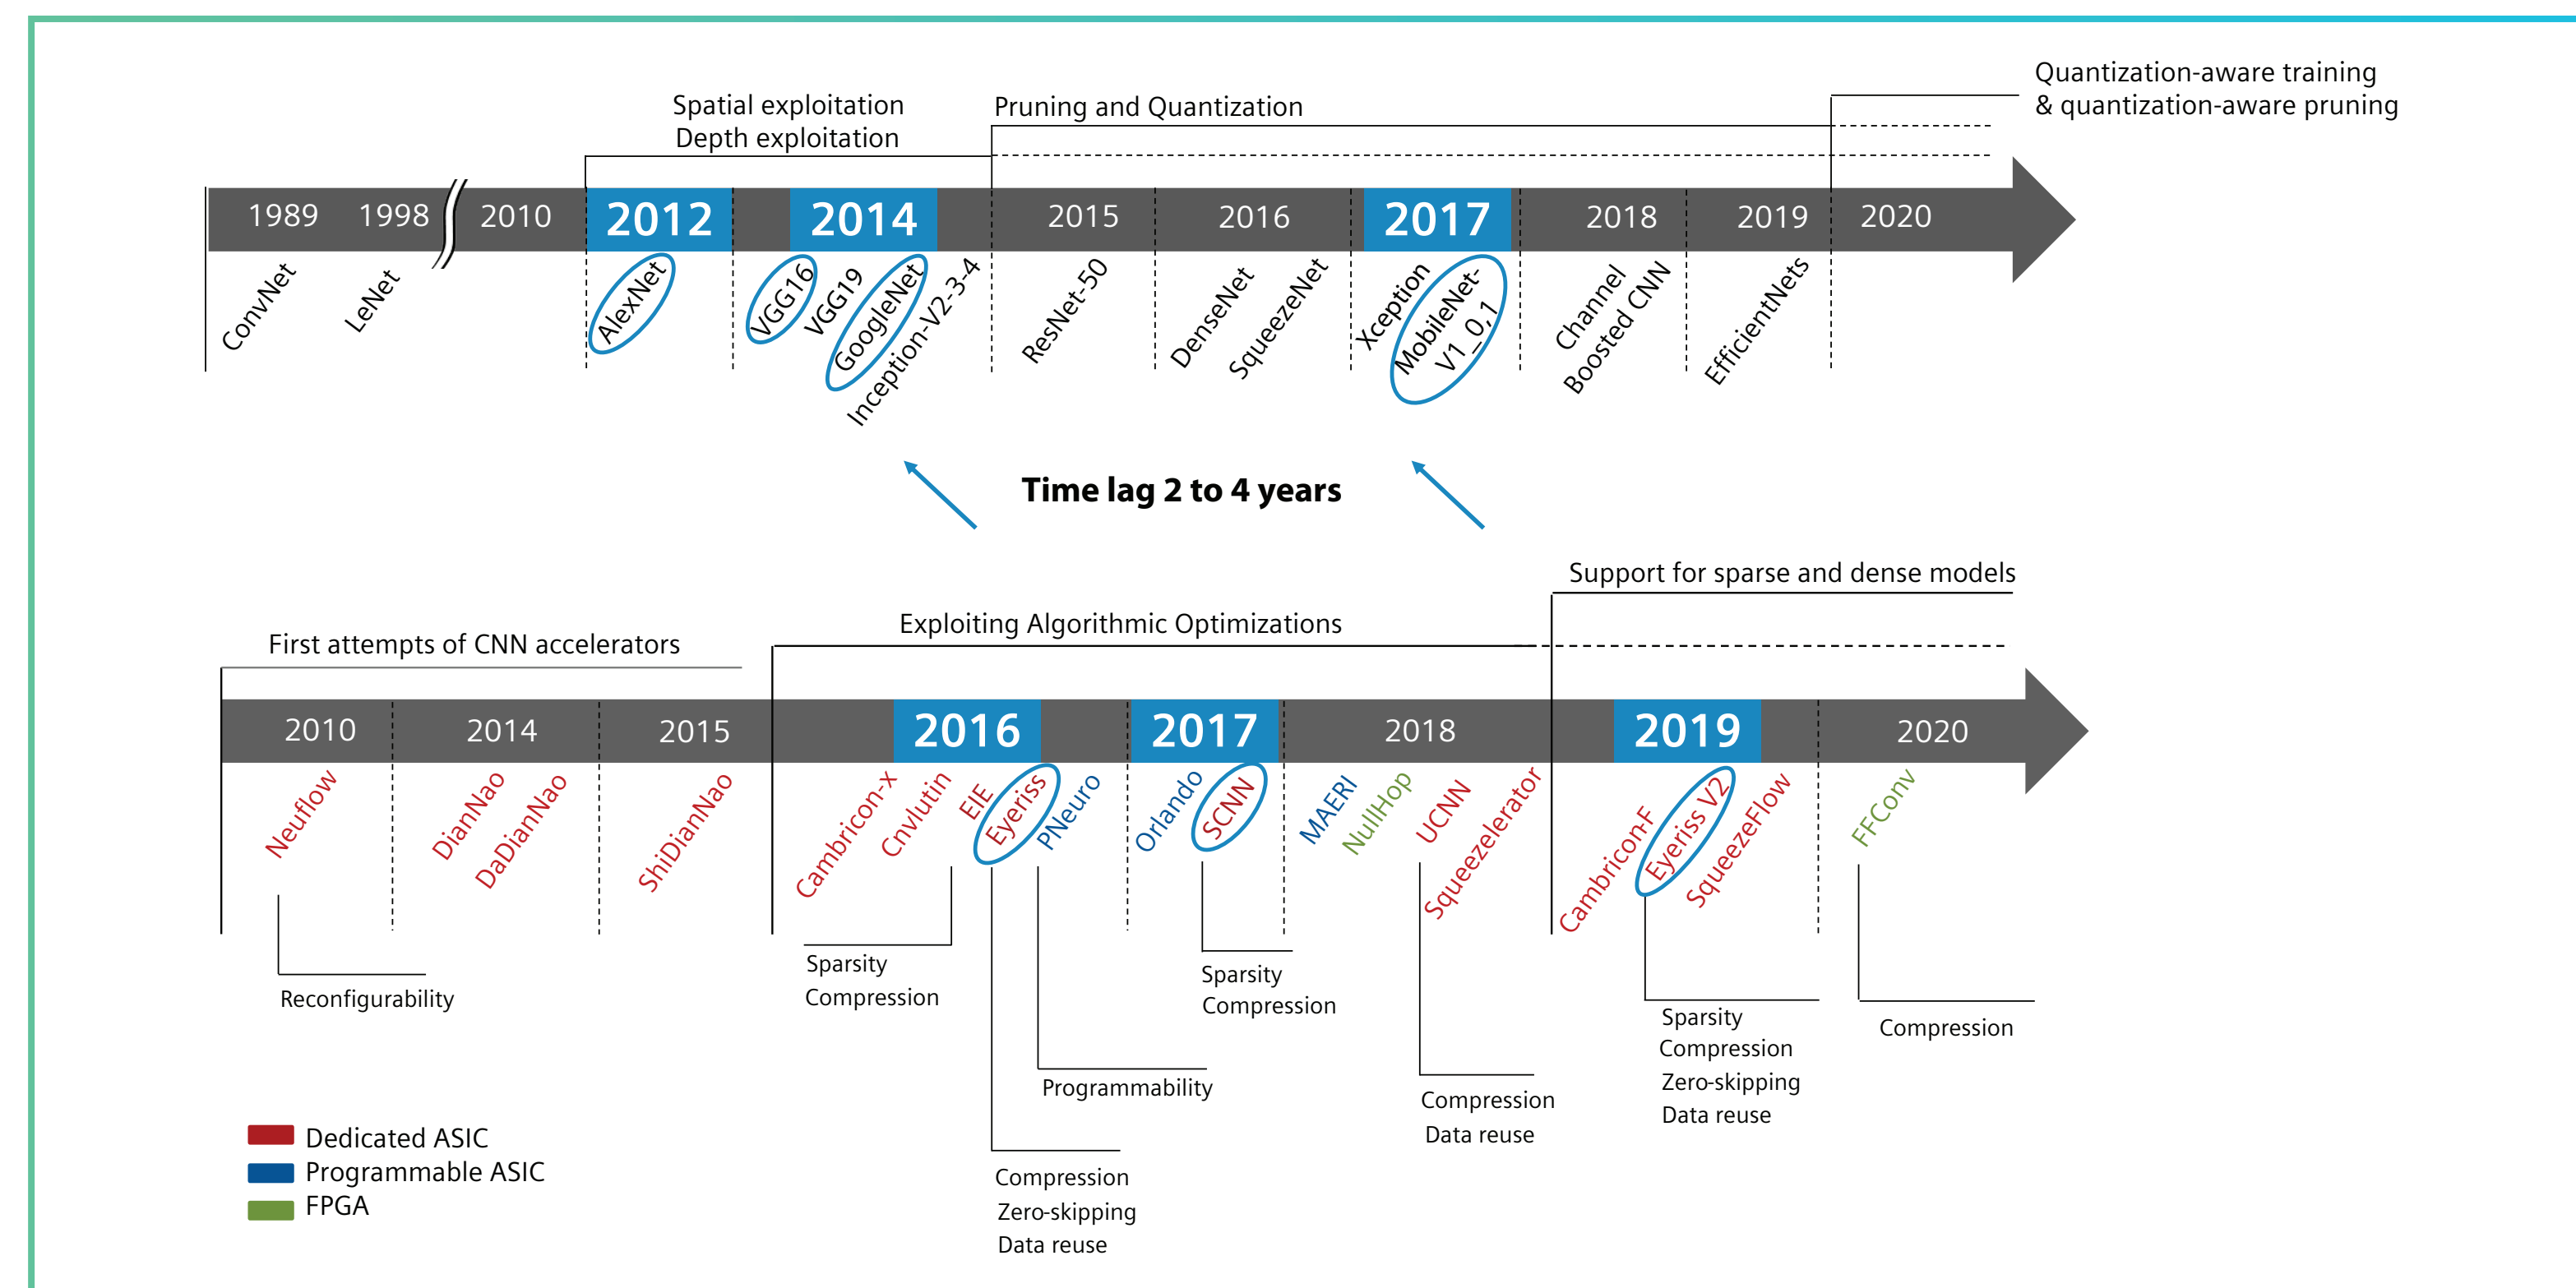 Spatial exploitation
Depth exploitation
Pruning and Quantization
Quantization-aware training
& quantization-aware pruning
1989
1998
2010
2012
2014
2015
2016
2017
2018
2019
2020
ConvNet
LeNet
AlexNet
VGG16
VGG19
GoogleNet
Inception-V2-3-4
ResNet-50
DenseNet
SqueezeNet
Xception
MobileNet-
V1_0,1
Channel
Boosted CNN
EfficientNets
Time lag 2 to 4 years
First attempts of CNN accelerators
Exploiting Algorithmic Optimizations
Support for sparse and dense models
2010
2014
2015
2016
2017
2018
2019
2020
Neuflow
DianNao
DaDianNao
ShiDianNao
Cambricon-x
Cnvlutin
EIE
Eyeriss
PNeuro
Orlando
SCNN
MAERI
NullHop
UCNN
Squeezelerator
Cambricon-F
Eyeriss V2
SqueezeFlow
FFConv
Reconfigurability
Sparsity
Compression
Compression
Zero-skipping
Data reuse
Programmability
Sparsity
Compression
Compression
Data reuse
Sparsity
Compression
Zero-skipping
Data reuse
Compression
Dedicated ASIC
Programmable ASIC
FPGA